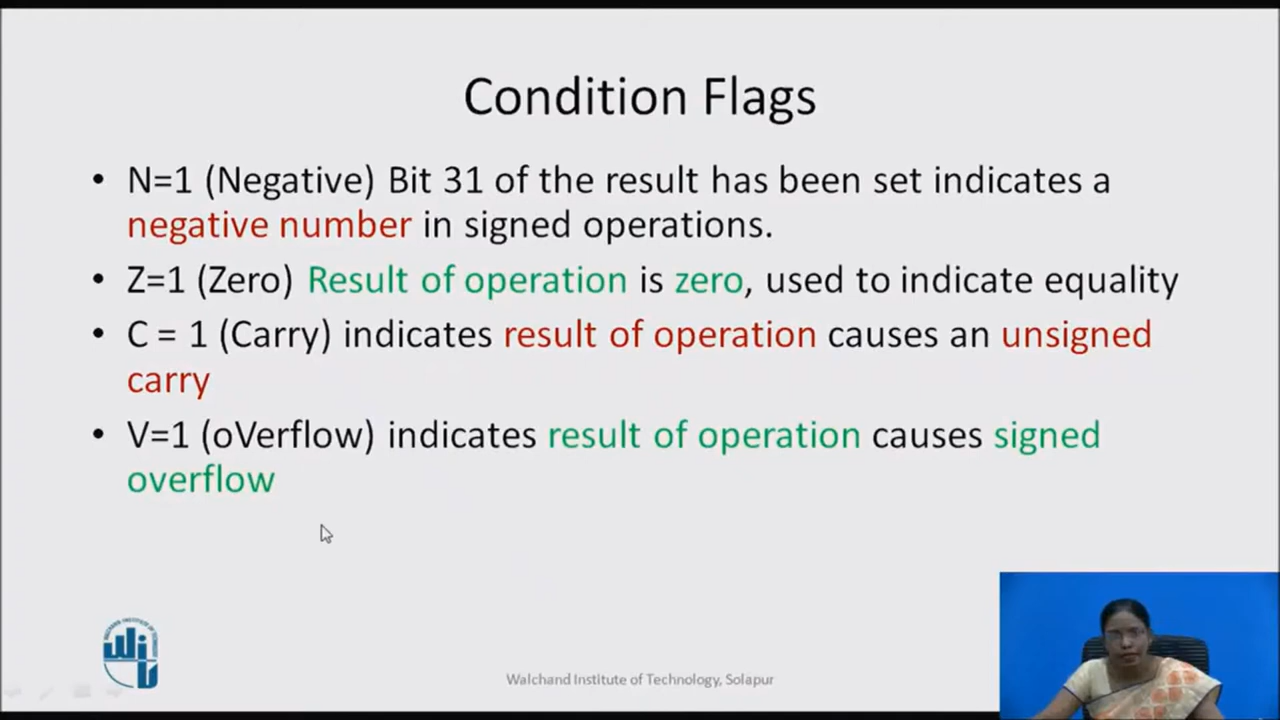 Condition Flags
• N=1 (Negative) Bit 31 of the result has been set indicates a
negative number in signed operations.
• Z=1 (Zero) Result of operation is zero, used to indicate equality
• C = 1 (Carry) indicates result of operation causes an unsigned
carry
• V=1 (oVerflow) indicates result of operation causes signed
overflow
Walchand Institute of Technology, Solapur